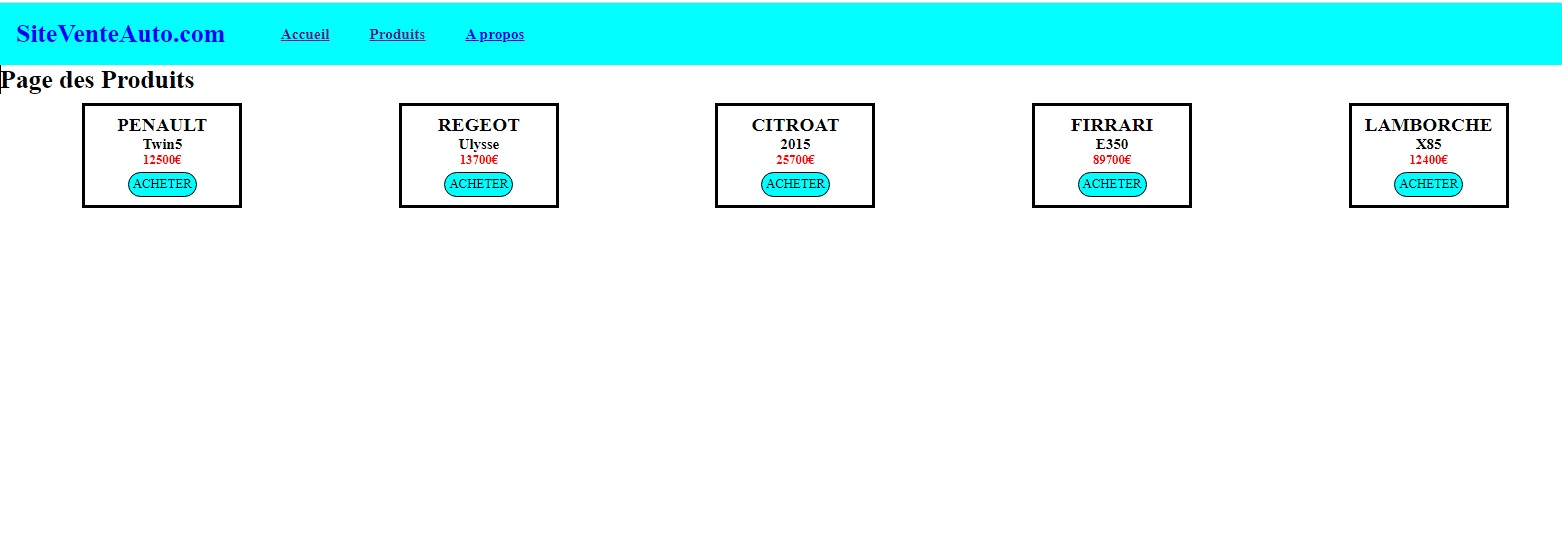 SiteVenteAuto.com Accueil Produits A propos
Page des Produits
PENAULT
Twin5
12500€
ACHETER
REGEOT
Ulysse
13700€
ACHETER
CITROAT
2015
25700€
ACHETER
FIRRARI
E350
89700€
ACHETER
LAMBORCHE
X85
12400€
ACHETER